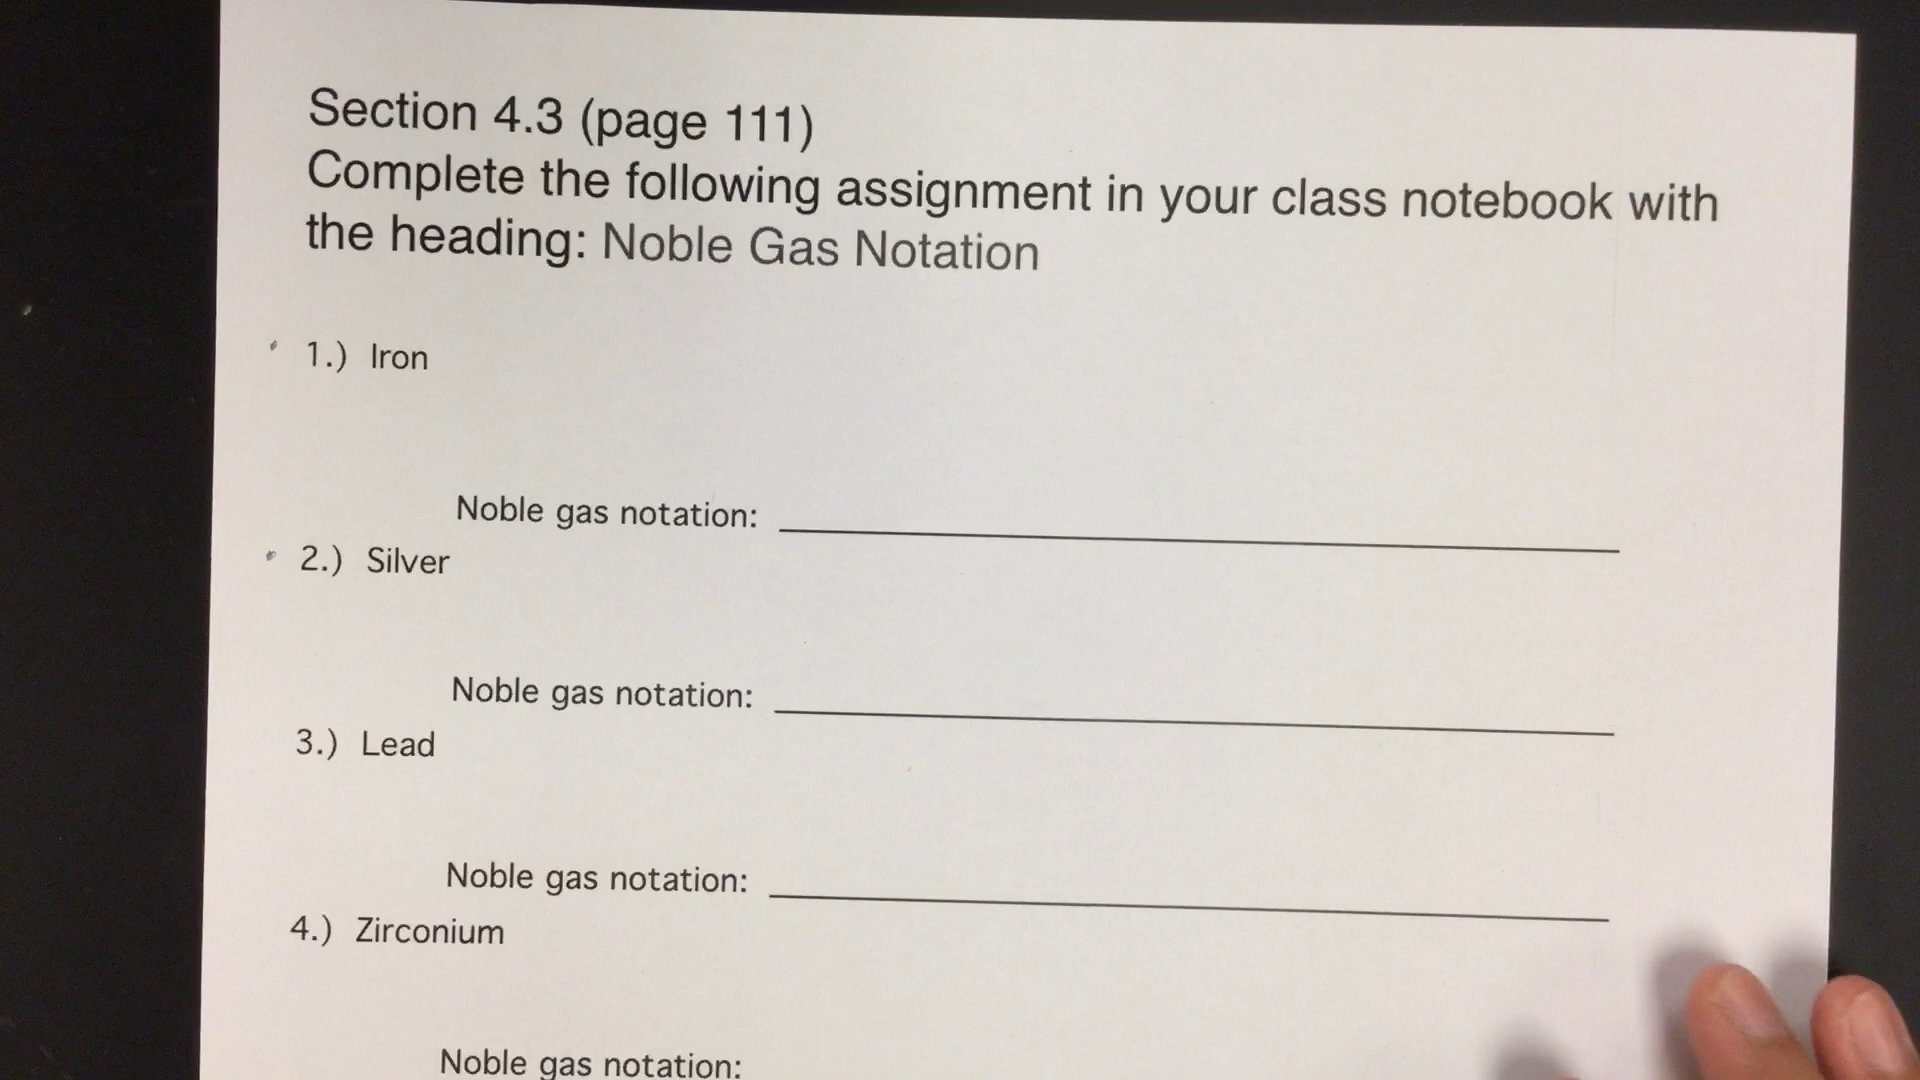 Section 4.3 (page 111)
Complete the following assignment in your class notebook with
the heading: Noble Gas Notation
1.) Iron
Noble gas notation:
2.) Silver
Noble gas notation:
3.) Lead
Noble gas notation:
4.) Zirconium
Noble gas notation: